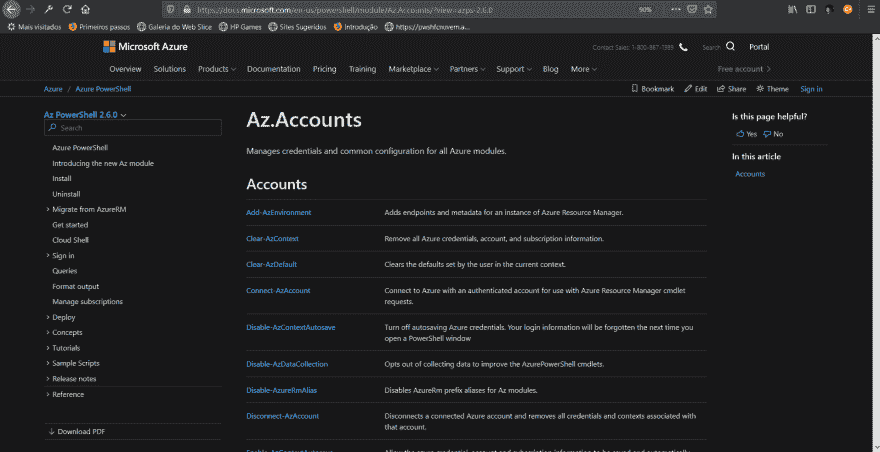 https://docs.microsoft.com/en-us/powershell/module/Az.Accounts/?view=azps-2.6.0
90%
Mais visitados
Primeiros passos
Galeria do Web Slice
HP Games
Sites Sugeridos
Introdução
Microsoft Azure
Contact Sales: 1-800-867-1389
Search
Portal
Overview Solutions Products Documentation Pricing Training Marketplace Partners Support Blog More Free account
Azure / Azure PowerShell
Bookmark Edit Share Theme Sign in
Az PowerShell 2.6.0
Search
Azure PowerShell
Introducing the new Az module
Install
Uninstall
Migrate from AzureRM
Get started
Cloud Shell
Sign in
Queries
Format output
Manage subscriptions
Deploy
Concepts
Tutorials
Sample Scripts
Release notes
Reference
Download PDF
Az.Accounts
Manages credentials and common configuration for all Azure modules.
Accounts
Add-AzEnvironment Adds endpoints and metadata for an instance of Azure Resource Manager.
Clear-AzContext Remove all Azure credentials, account, and subscription information.
Clear-AzDefault Clears the defaults set by the user in the current context.
Connect-AzAccount Connect to Azure with an authenticated account for use with Azure Resource Manager cmdlet
requests.
Disable-AzContextAutosave Turn off autosaving Azure credentials. Your login information will be forgotten the next time you
open a PowerShell window
Disable-AzDataCollection Opts out of collecting data to improve the AzurePowerShell cmdlets.
Disable-AzureRmAlias Disables AzureRm prefix aliases for Az modules.
Disconnect-AzAccount Disconnects a connected Azure account and removes all credentials and contexts associated with
that account.
Is this page helpful?
Yes No
In this article
Accounts